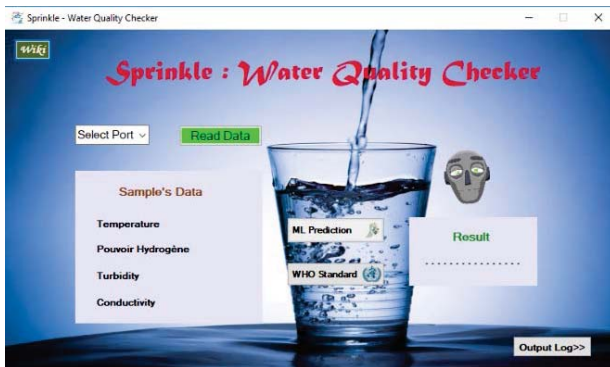 Sprinkle - Water Quality Checker
Wiki
Sprinkle : Water Quality Checker
Select Port
Read Data
Sample's Data
Temperature
Pouvoir Hydrogène
Turbidity
Conductivity
ML Prediction
WHO Standard
Result
................
Output Log>>